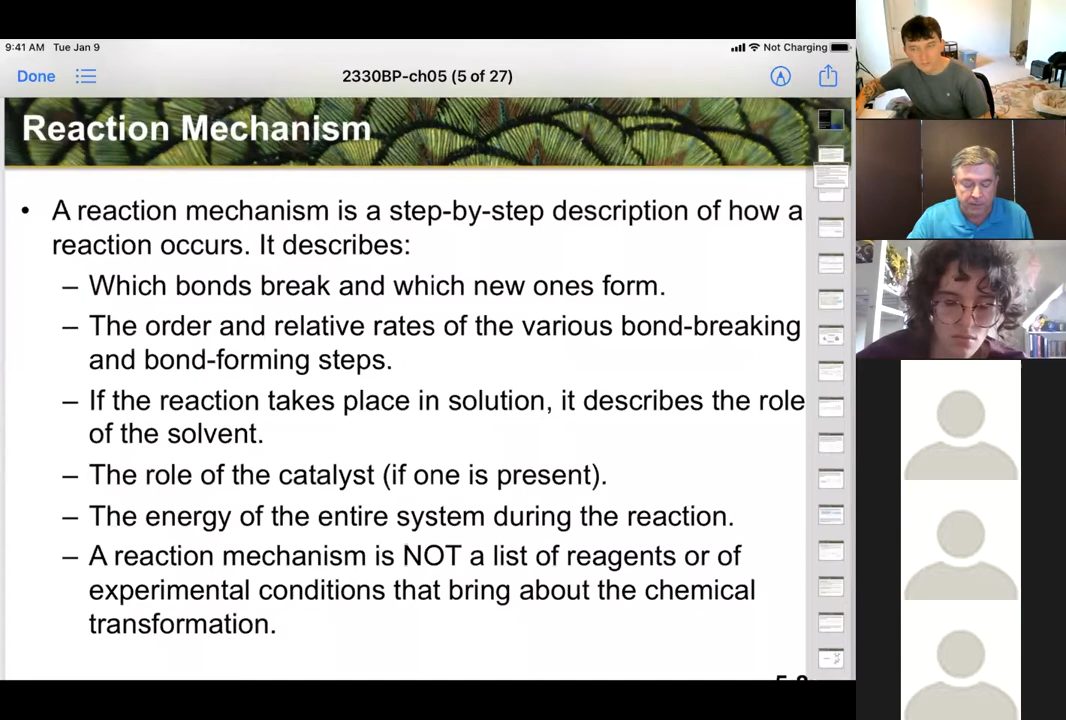 9:41 AM Tue Jan 9
Not Charging
Done
2330BP-ch05 (5 of 27)
Reaction Mechanism
• A reaction mechanism is a step-by-step description of how a
reaction occurs. It describes:
– Which bonds break and which new ones form.
– The order and relative rates of the various bond-breaking
and bond-forming steps.
– If the reaction takes place in solution, it describes the role
of the solvent.
– The role of the catalyst (if one is present).
– The energy of the entire system during the reaction.
– A reaction mechanism is NOT a list of reagents or of
experimental conditions that bring about the chemical
transformation.